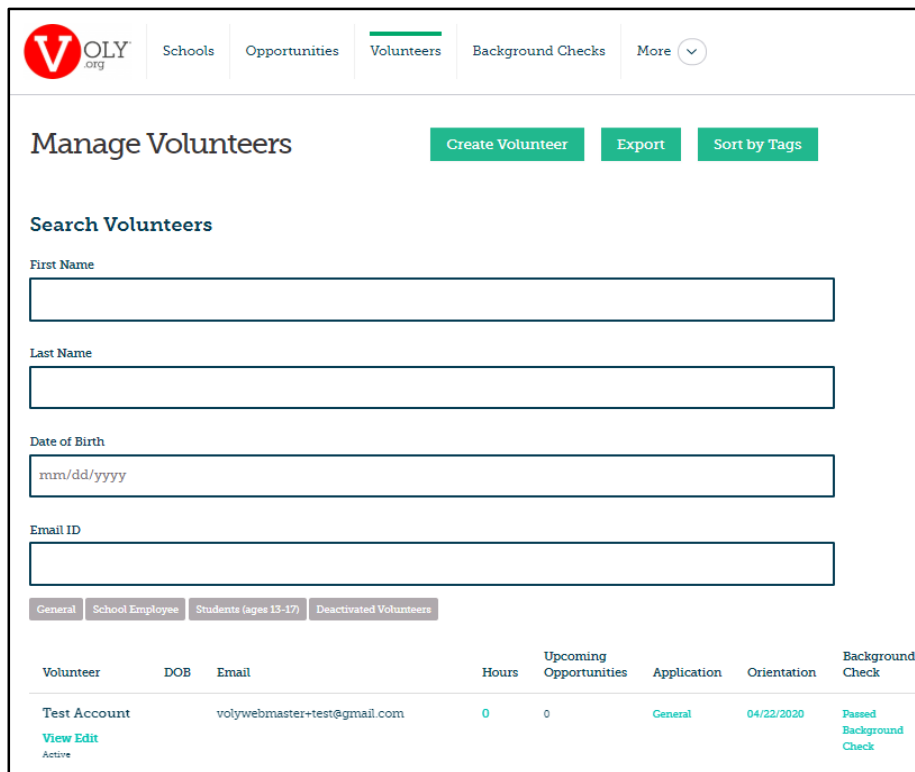 VOLY
.org
Schools Opportunities Volunteers Background Checks More
Manage Volunteers
Create Volunteer Export Sort by Tags
Search Volunteers
First Name
Last Name
Date of Birth
mm/dd/yyyy
Email ID
General School Employee Students (ages 13-17) Deactivated Volunteers
Volunteer DOB Email Hours Upcoming Opportunities Application Orientation Background Check
Test Account volywebmaster+test@gmail.com 0 0 General 04/22/2020 Passed Background Check
View Edit
Active